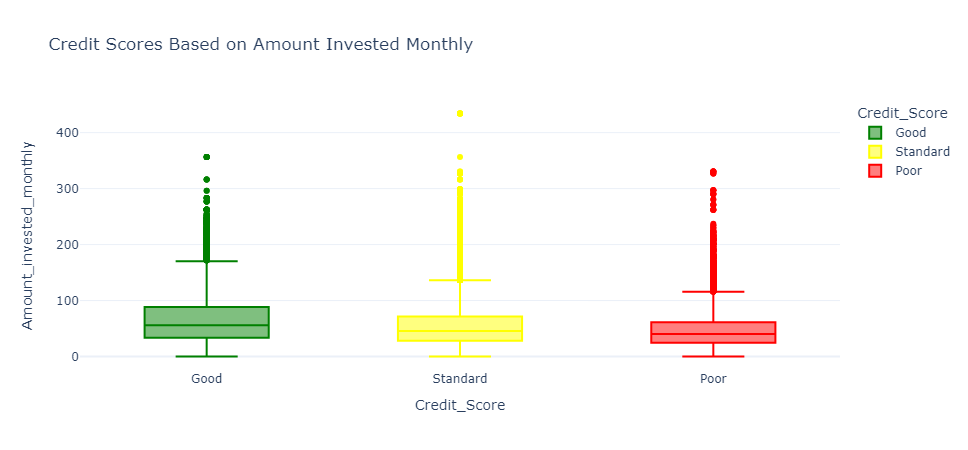 Credit Scores Based on Amount Invested Monthly
Credit_Score
Good
Standard
Poor
Amount_invested_monthly
400
300
200
100
0
Good Standard Poor
Credit_Score